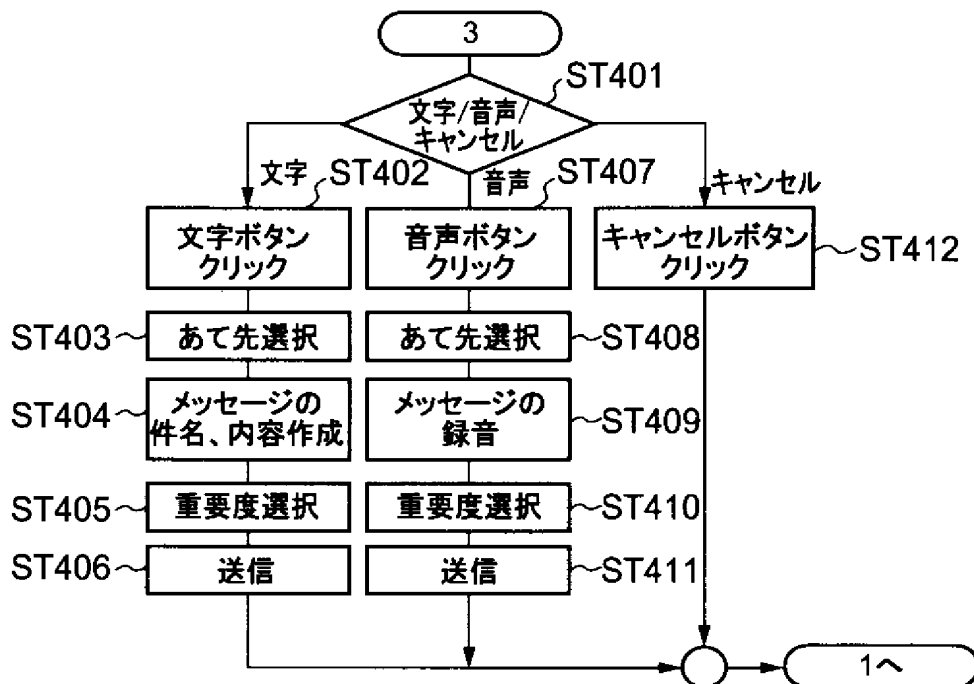 3
ST401
文字/音声/
キャンセル
文字
ST402
音声
ST407
キャンセル
文字ボタン
クリック
音声ボタン
クリック
キャンセルボタン
クリック
ST412
ST403
あて先選択
あて先選択
ST408
ST404
メッセージの
件名、内容作成
メッセージの
録音
ST409
ST405
重要度選択
重要度選択
ST410
ST406
送信
送信
ST411
1へ